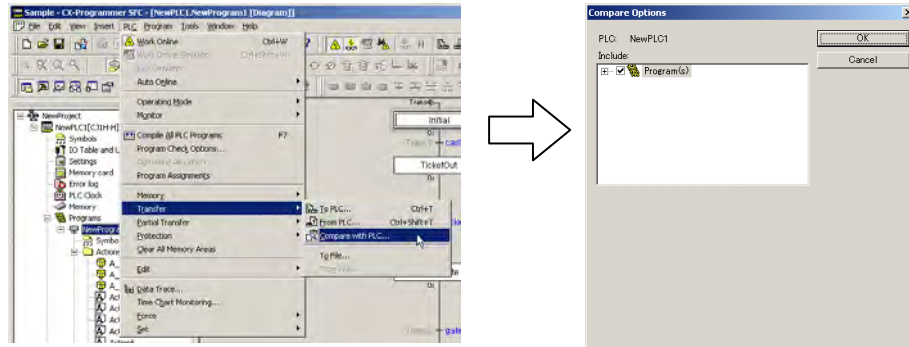 Sample - CX-Programmer SFC - [NewPLC1.NewProgram1 [Diagram]]
File Edit View Insert PLC Program Tools Window Help
Work Online Ctrl+W
Auto Online
Operating Mode
Monitor
Compile All PLC Programs F7
Program Check Options...
Program Assignments
Memory
Transfer
Partial Transfer
Protection
Clear All Memory Areas
Edit
Data Trace...
Time Chart Monitoring...
Force
Set
To PLC... Ctrl+T
From PLC... Ctrl+Shift+T
Compare with PLC...
To File...
NewProject
NewPLC1[CJ1H-H]
Symbols
IO Table and
Settings
Memory card
Error log
PLC Clock
Memory
Programs
NewProgra
Symbo
Action
Initial
TicketOut
Compare Options
PLC: NewPLC1
Include:
Program(s)
OK
Cancel